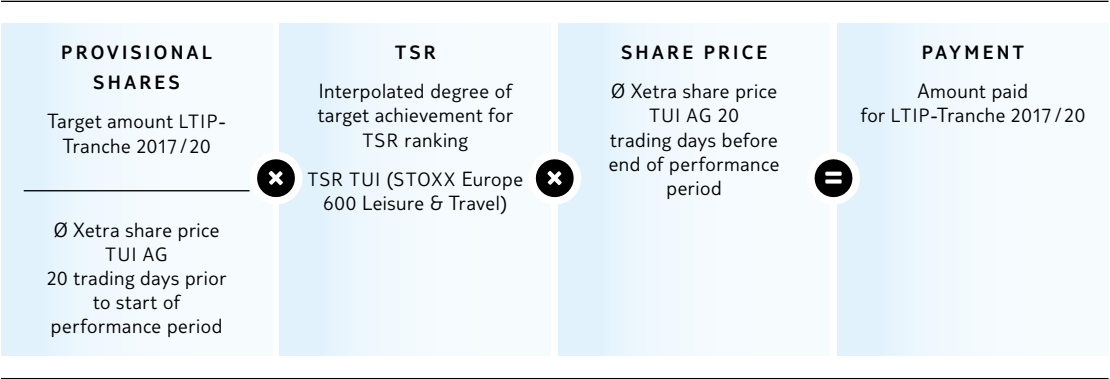 PROVISIONAL
SHARES
Target amount LTIP-
Tranche 2017/20
Ø Xetra share price
TUI AG
20 trading days prior
to start of
performance period
×
TSR
Interpolated degree of
target achievement for
TSR ranking
TSR TUI (STOXX Europe
600 Leisure & Travel)
×
SHARE PRICE
Ø Xetra share price
TUI AG 20
trading days before
end of performance
period
=
PAYMENT
Amount paid
for LTIP-Tranche 2017/20